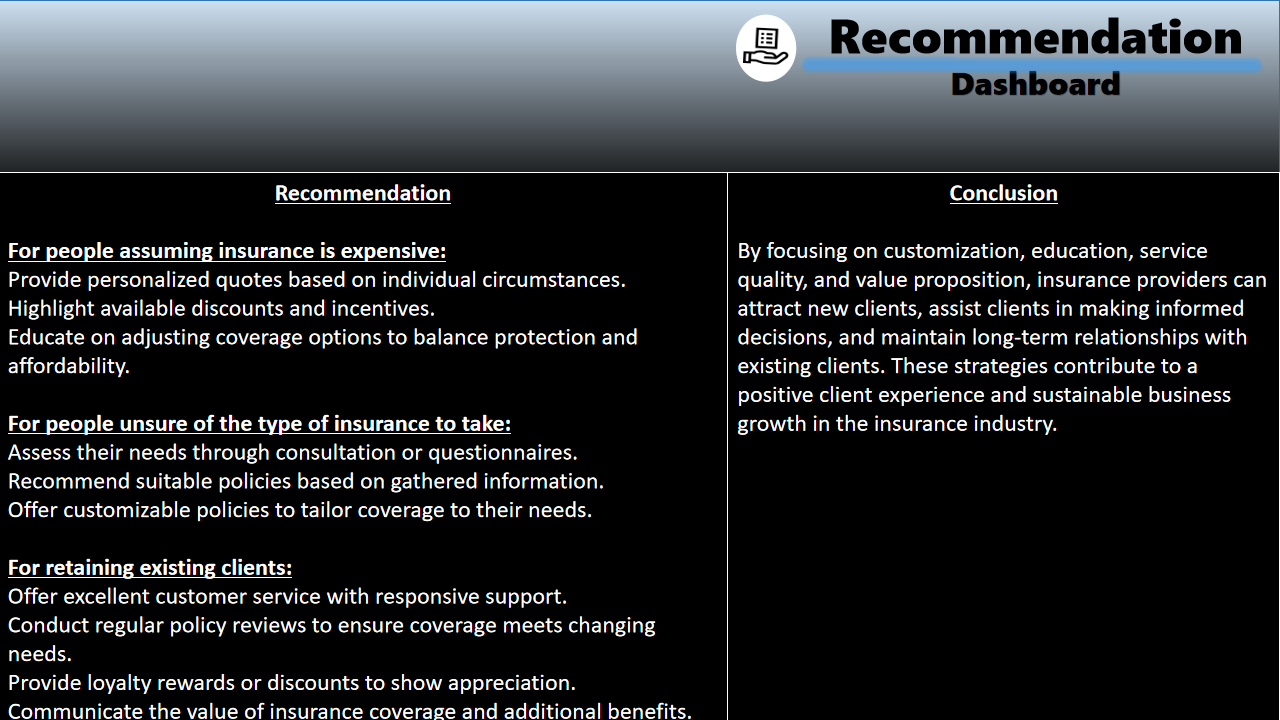 Recommendation
Dashboard
Recommendation
For people assuming insurance is expensive:
Provide personalized quotes based on individual circumstances.
Highlight available discounts and incentives.
Educate on adjusting coverage options to balance protection and
affordability.
For people unsure of the type of insurance to take:
Assess their needs through consultation or questionnaires.
Recommend suitable policies based on gathered information.
Offer customizable policies to tailor coverage to their needs.
For retaining existing clients:
Offer excellent customer service with responsive support.
Conduct regular policy reviews to ensure coverage meets changing
needs.
Provide loyalty rewards or discounts to show appreciation.
Communicate the value of insurance coverage and additional benefits.
Conclusion
By focusing on customization, education, service
quality, and value proposition, insurance providers can
attract new clients, assist clients in making informed
decisions, and maintain long-term relationships with
existing clients. These strategies contribute to a
positive client experience and sustainable business
growth in the insurance industry.